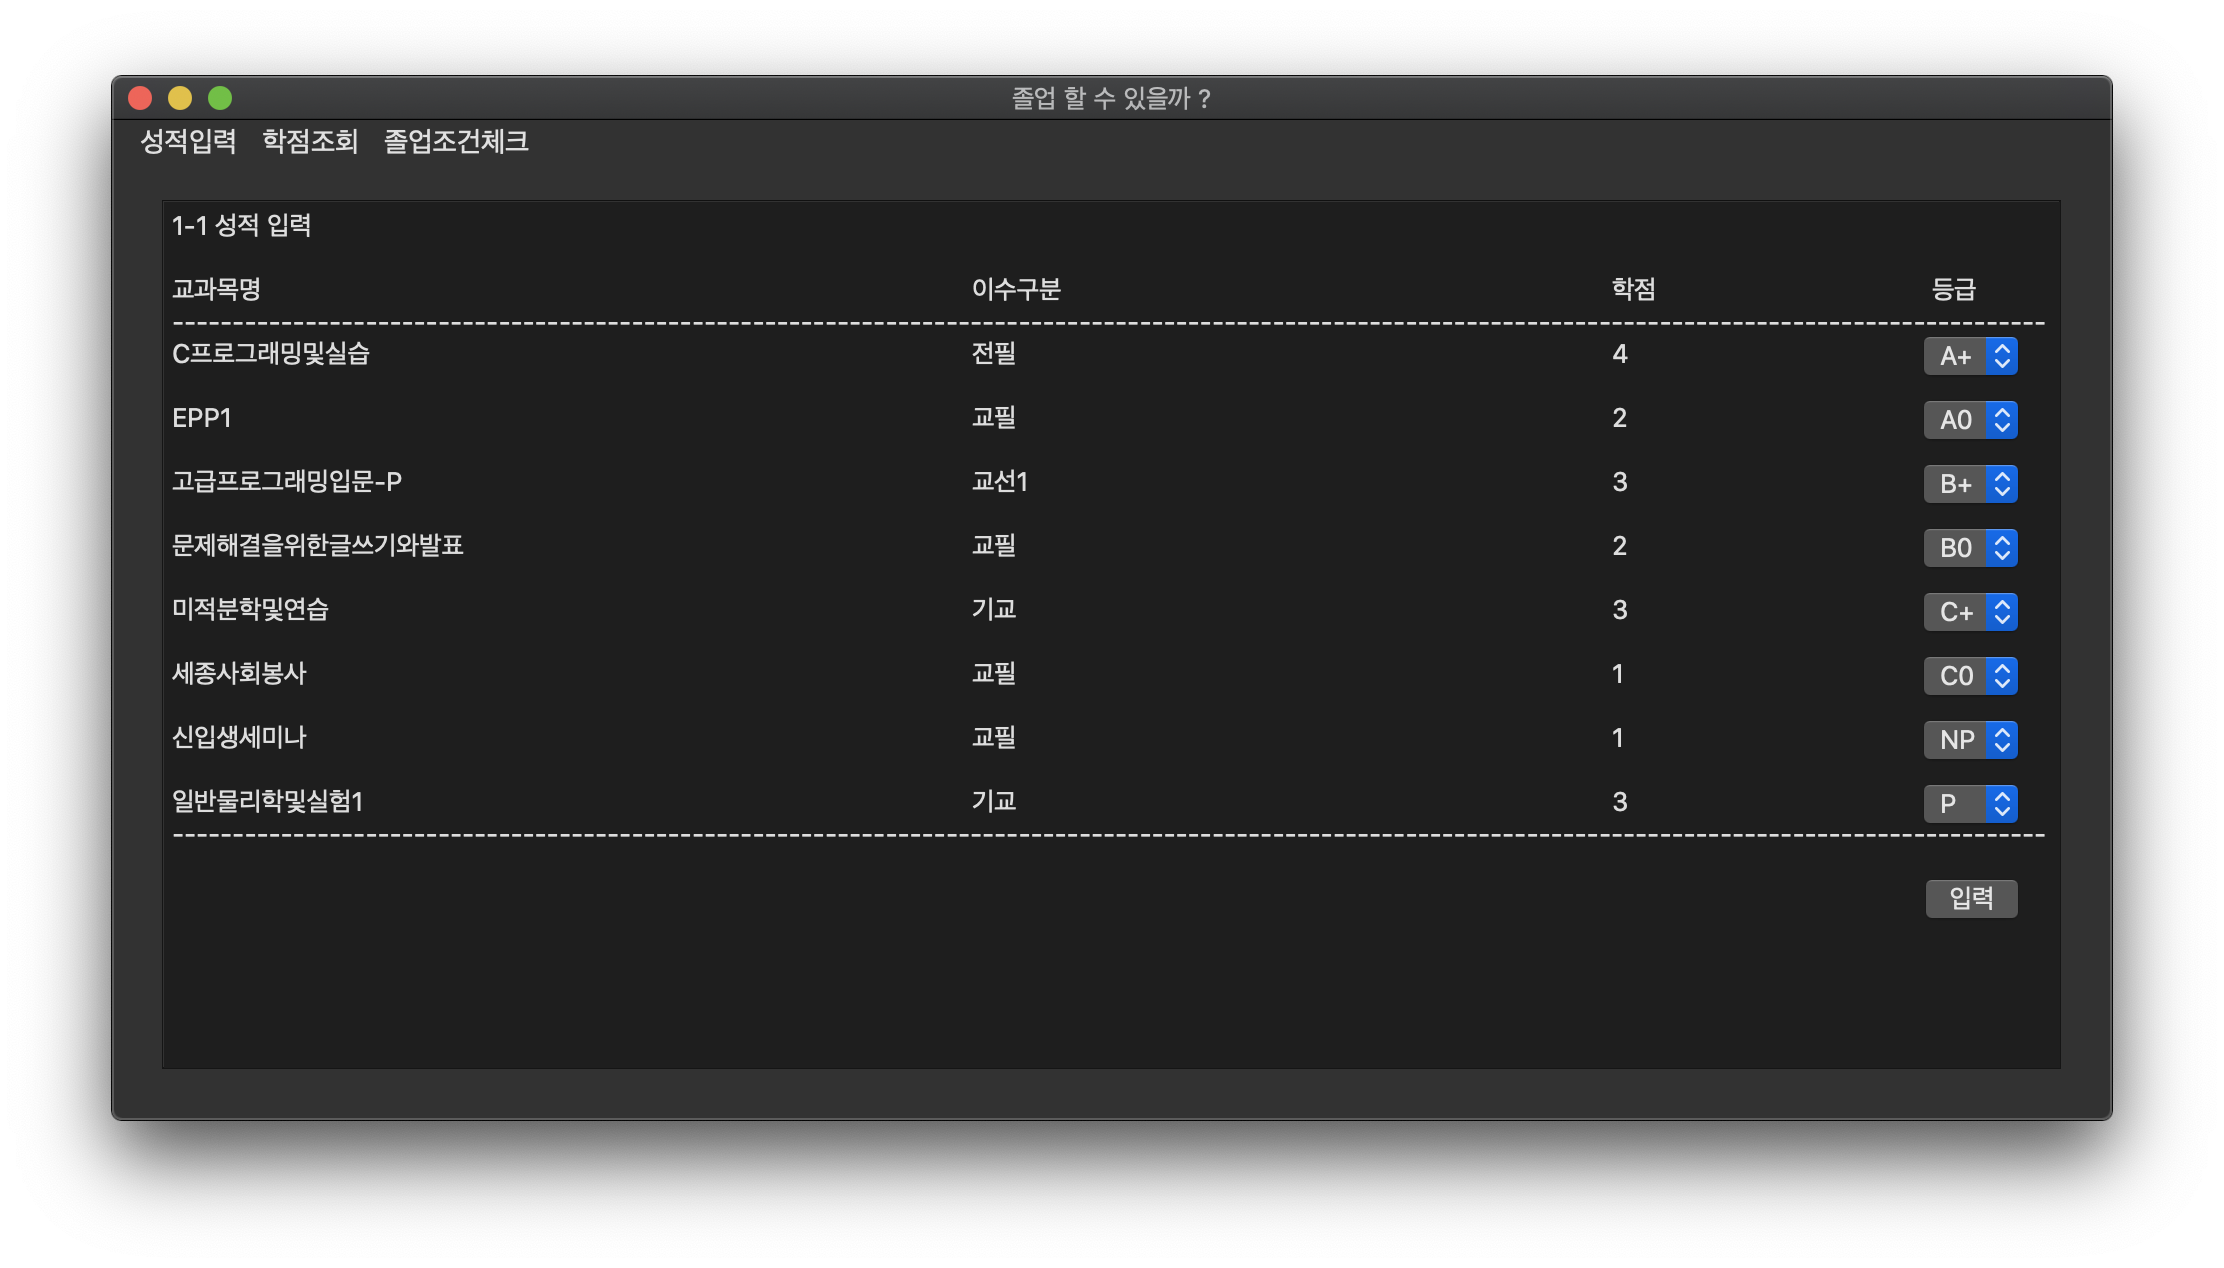 졸업 할 수 있을까 ?
성적입력 학점조회 졸업조건체크
1-1 성적 입력
교과목명 이수구분 학점 등급
C프로그래밍및실습 전필 4 A+
EPP1 교필 2 A0
고급프로그래밍입문-P 교선1 3 B+
문제해결을위한글쓰기와발표 교필 2 B0
미적분학및연습 기교 3 C+
세종사회봉사 교필 1 C0
신입생세미나 교필 1 NP
일반물리학및실험1 기교 3 P
입력